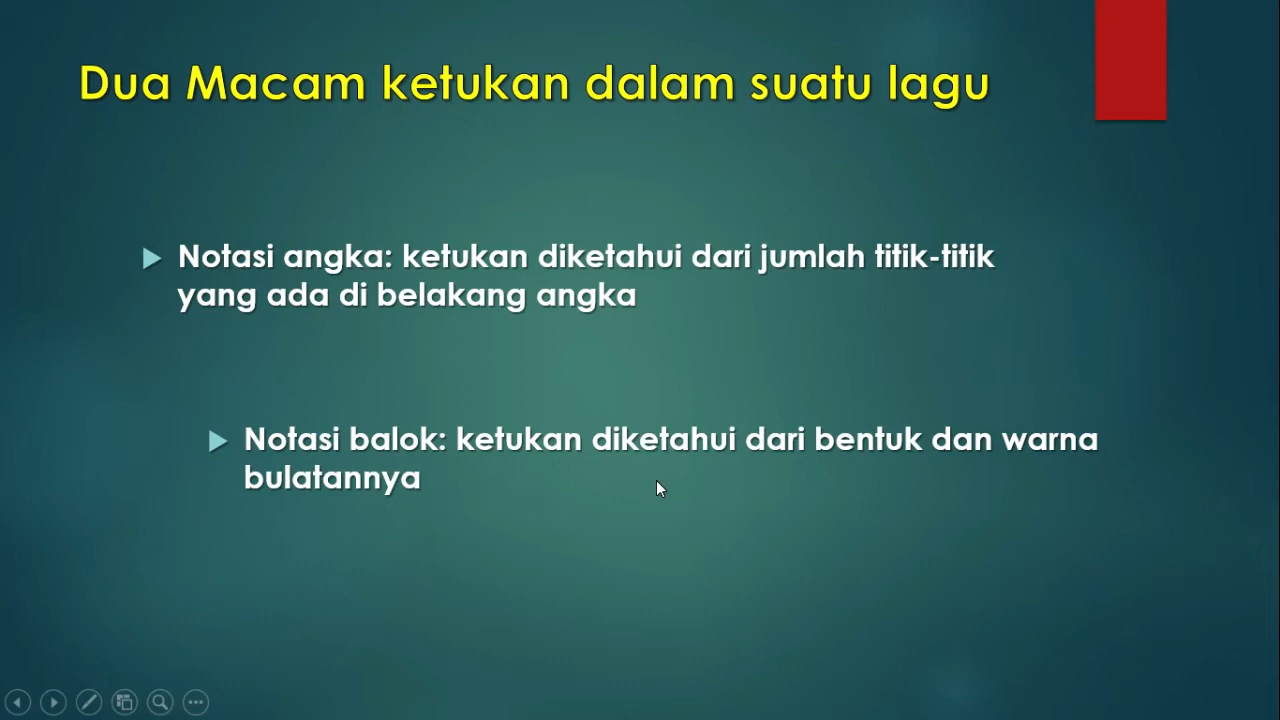 Dua Macam ketukan dalam suatu lagu
Notasi angka: ketukan diketahui dari jumlah titik-titik
yang ada di belakang angka
Notasi balok: ketukan diketahui dari bentuk dan warna
bulatannya